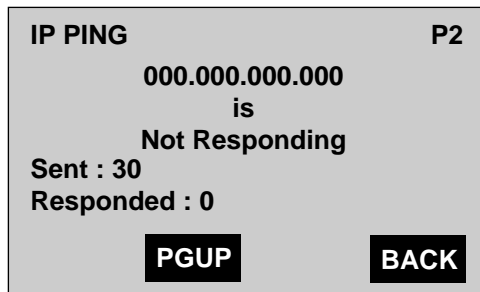 IP PING P2
000.000.000.000
is
Not Responding
Sent : 30
Responded : 0
PGUP BACK